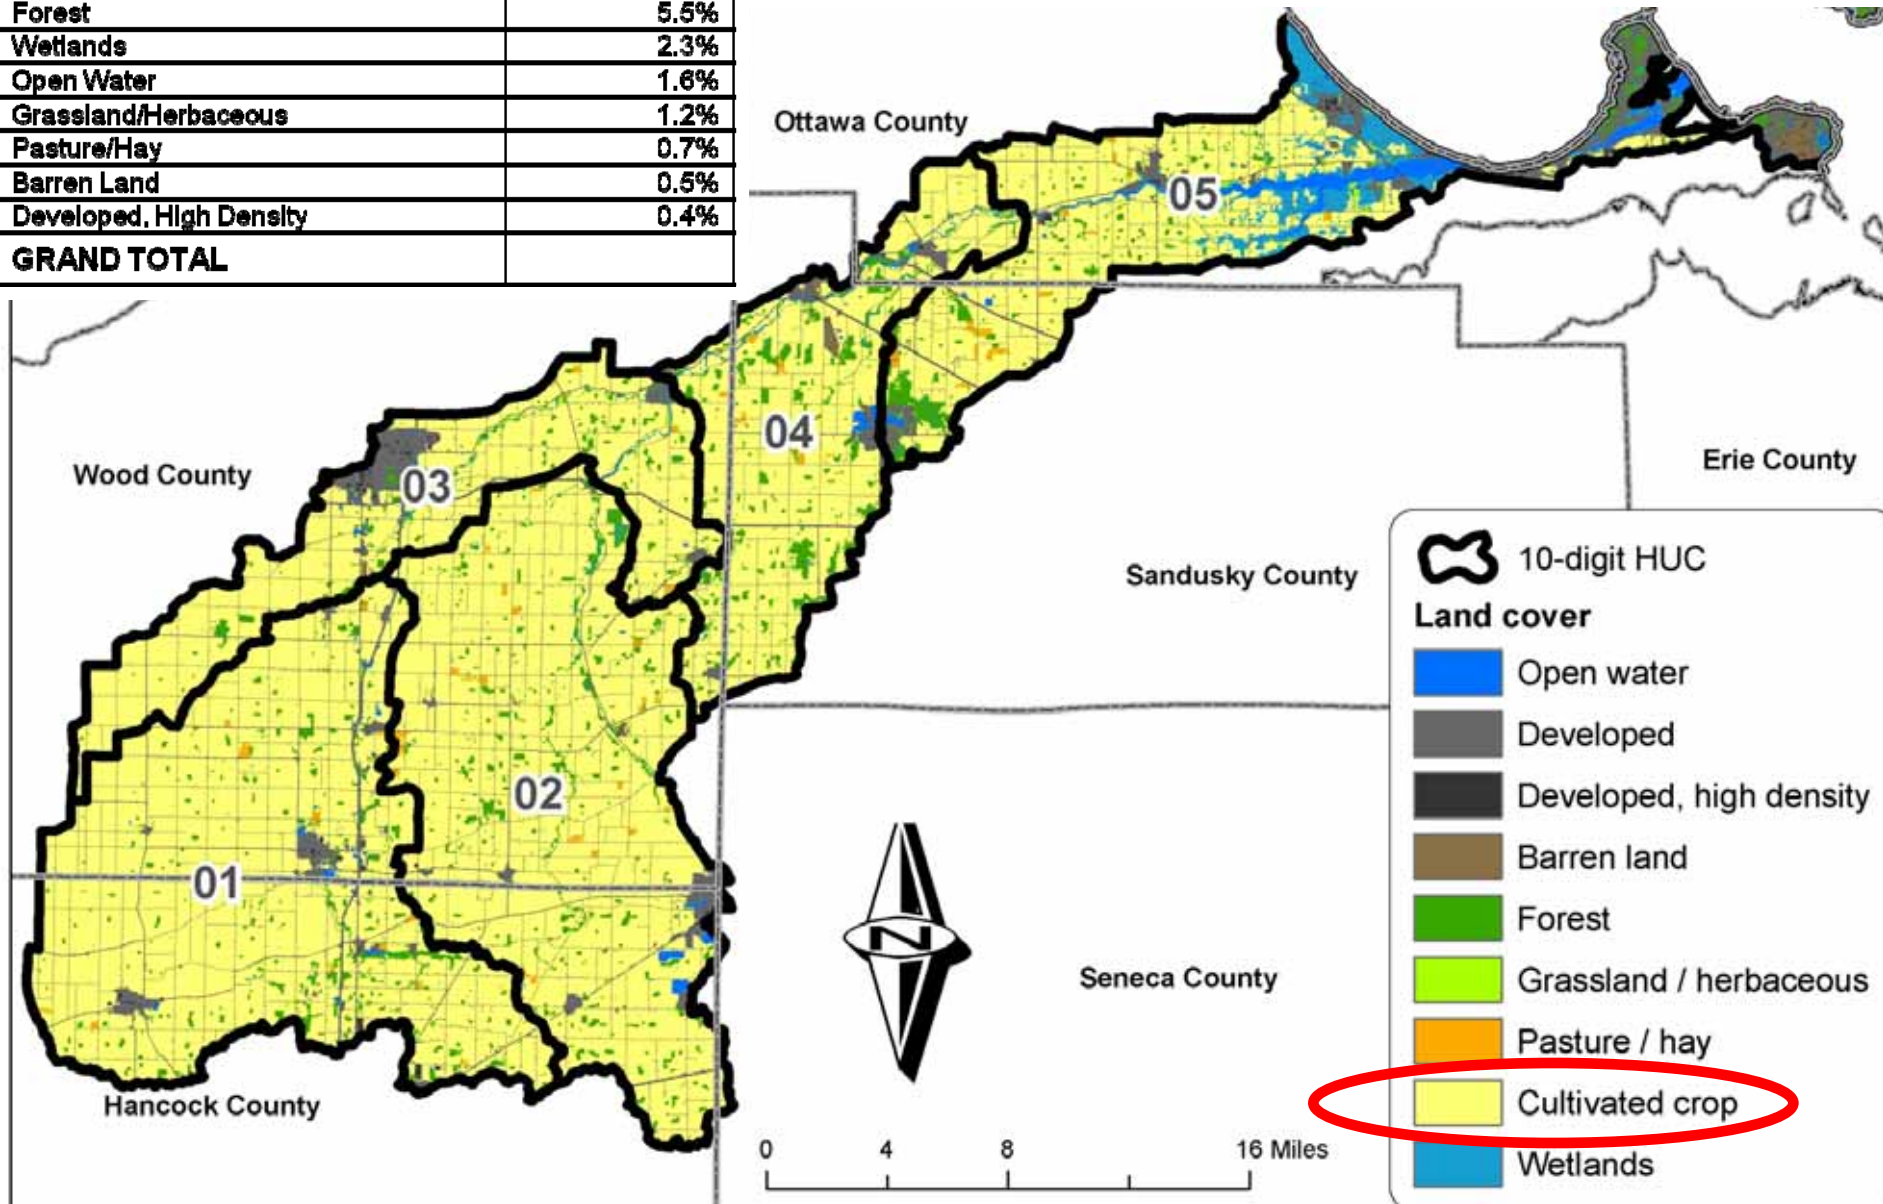 Forest 5.5%
Wetlands 2.3%
Open Water 1.6%
Grassland/Herbaceous 1.2%
Pasture/Hay 0.7%
Barren Land 0.5%
Developed, High Density 0.4%
GRAND TOTAL
Ottawa County
05
04
Wood County
03
Erie County
Sandusky County
02
01
Seneca County
Hancock County
N
0 4 8 16 Miles
10-digit HUC
Land cover
Open water
Developed
Developed, high density
Barren land
Forest
Grassland / herbaceous
Pasture / hay
Cultivated crop
Wetlands